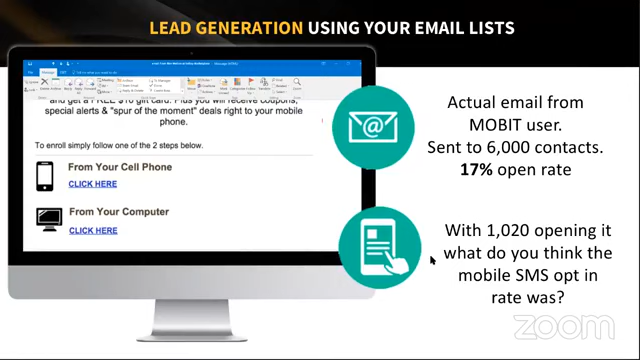 LEAD GENERATION USING YOUR EMAIL LISTS
Message
and get a FREE $10 gift card. Plus you will receive coupons,
special alerts & "spur of the moment" deals right to your mobile
phone.
To enroll simply follow one of the 2 steps below.
From Your Cell Phone
CLICK HERE
From Your Computer
CLICK HERE
Actual email from
MOBIT user.
Sent to 6,000 contacts.
17% open rate
With 1,020 opening it
what do you think the
mobile SMS opt in
rate was?
zoom